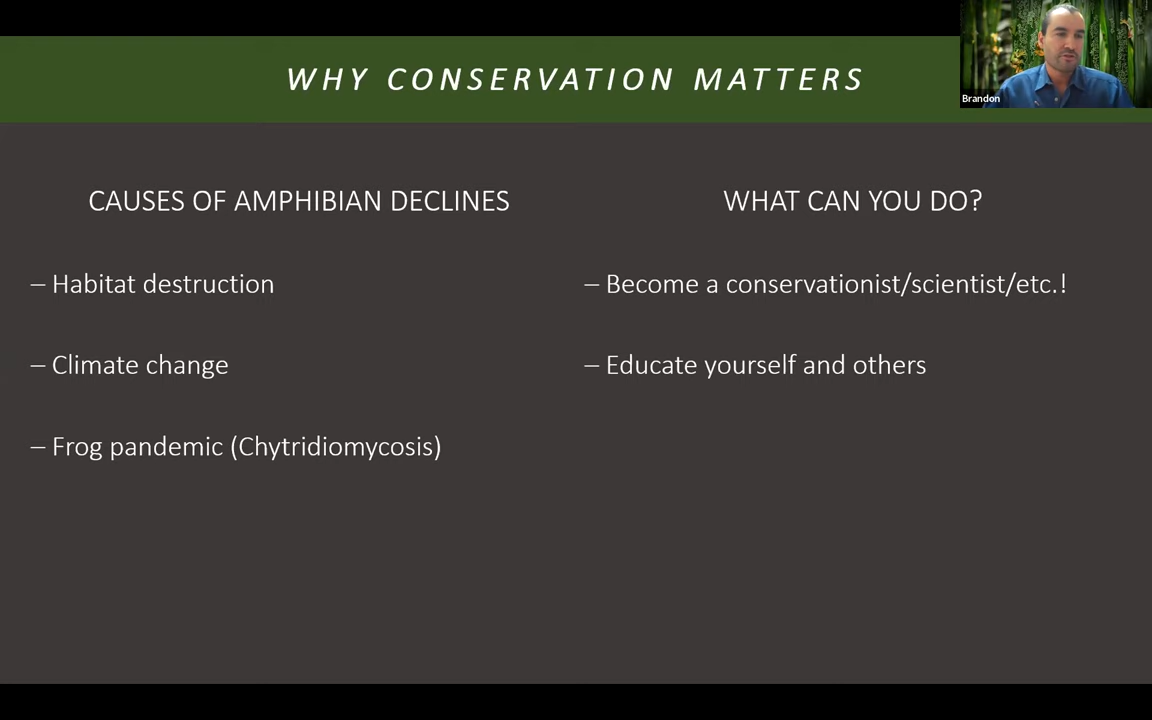 WHY CONSERVATION MATTERS
Brandon
CAUSES OF AMPHIBIAN DECLINES
– Habitat destruction
– Climate change
– Frog pandemic (Chytridiomycosis)
WHAT CAN YOU DO?
– Become a conservationist/scientist/etc.!
– Educate yourself and others